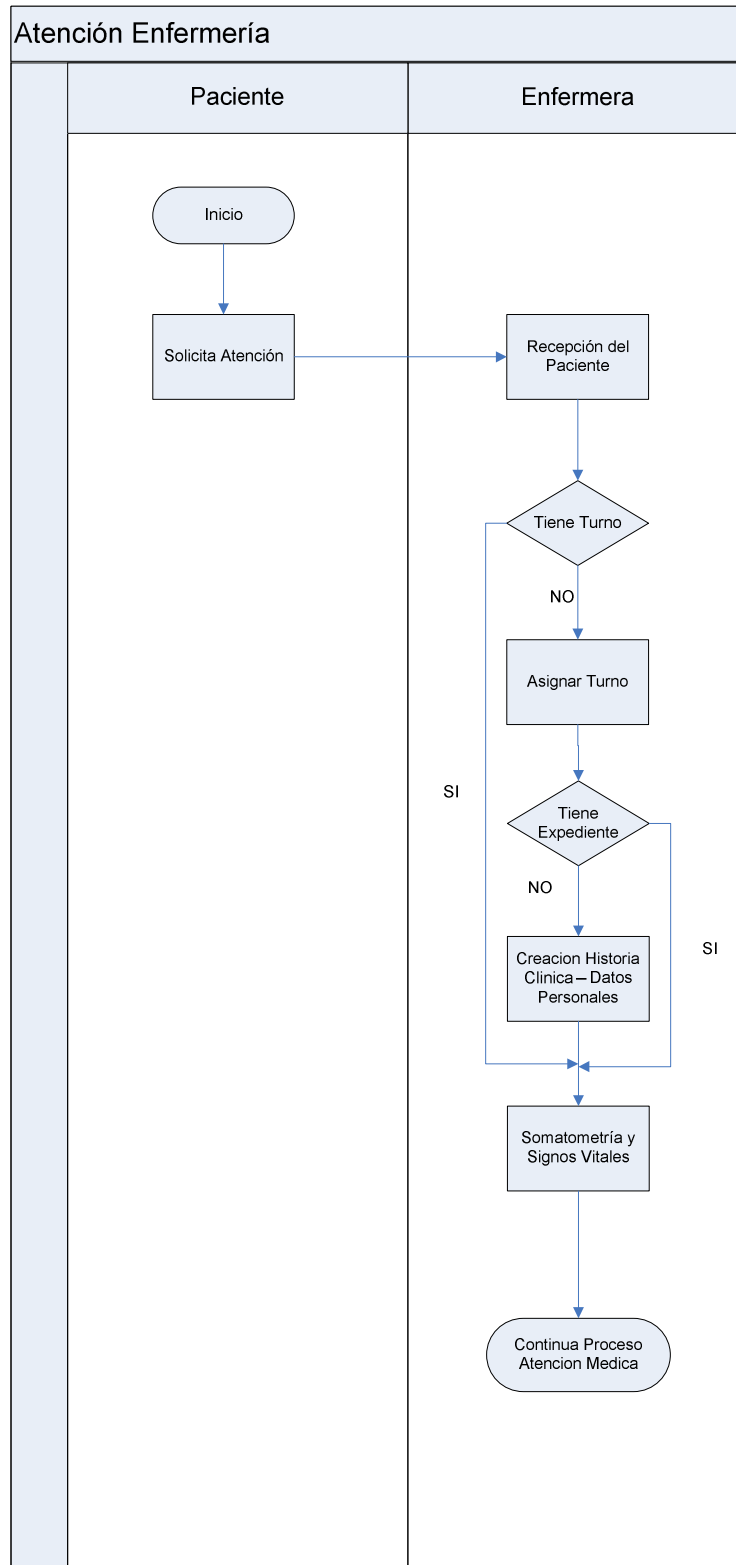 Atención Enfermería
Paciente
Enfermera
Inicio
Solicita Atención
Recepción del
Paciente
Tiene Turno
NO
Asignar Turno
SI
Tiene
Expediente
NO
SI
Creacion Historia
Clinica – Datos
Personales
Somatometría y
Signos Vitales
Continua Proceso
Atencion Medica